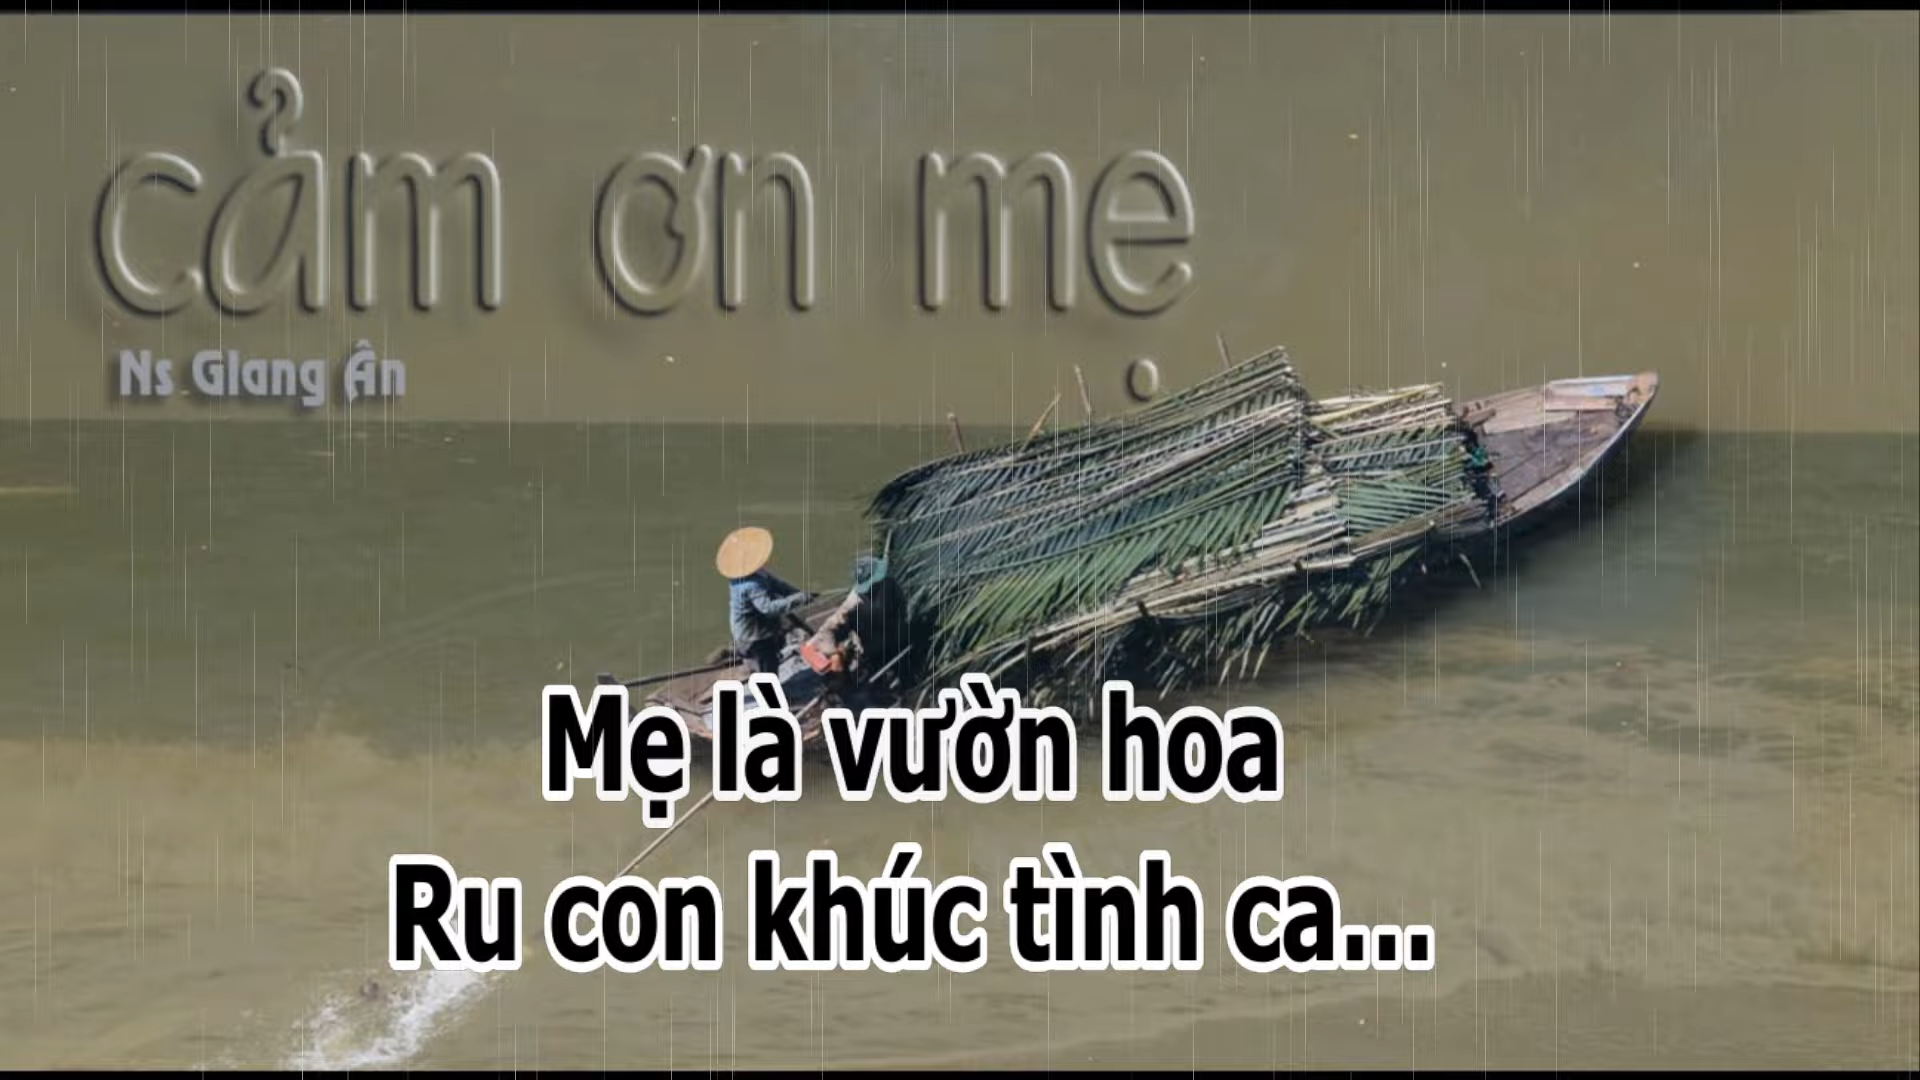 cảm ơn mẹ
Ns Giang Ân
Mẹ là vườn hoa
Ru con khúc tình ca...